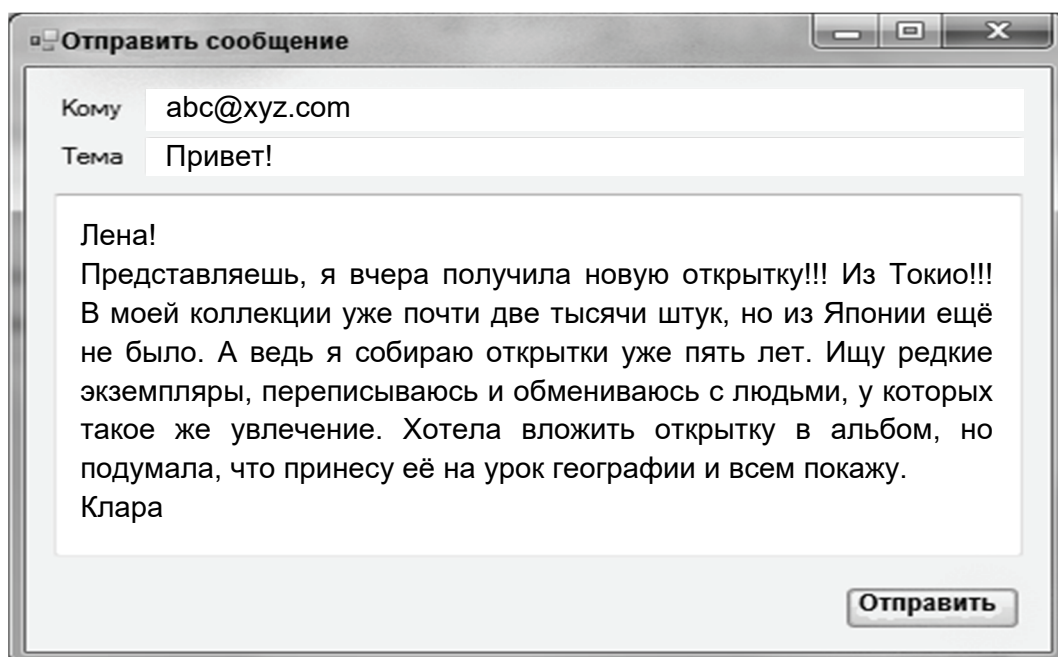 Отправить сообщение
Кому abc@xyz.com
Тема Привет!
Лена!
Представляешь, я вчера получила новую открытку!!! Из Токио!!!
В моей коллекции уже почти две тысячи штук, но из Японии ещё
не было. А ведь я собираю открытки уже пять лет. Ищу редкие
экземпляры, переписываюсь и обмениваюсь с людьми, у которых
такое же увлечение. Хотела вложить открытку в альбом, но
подумала, что принесу её на урок географии и всем покажу.
Клара
Отправить